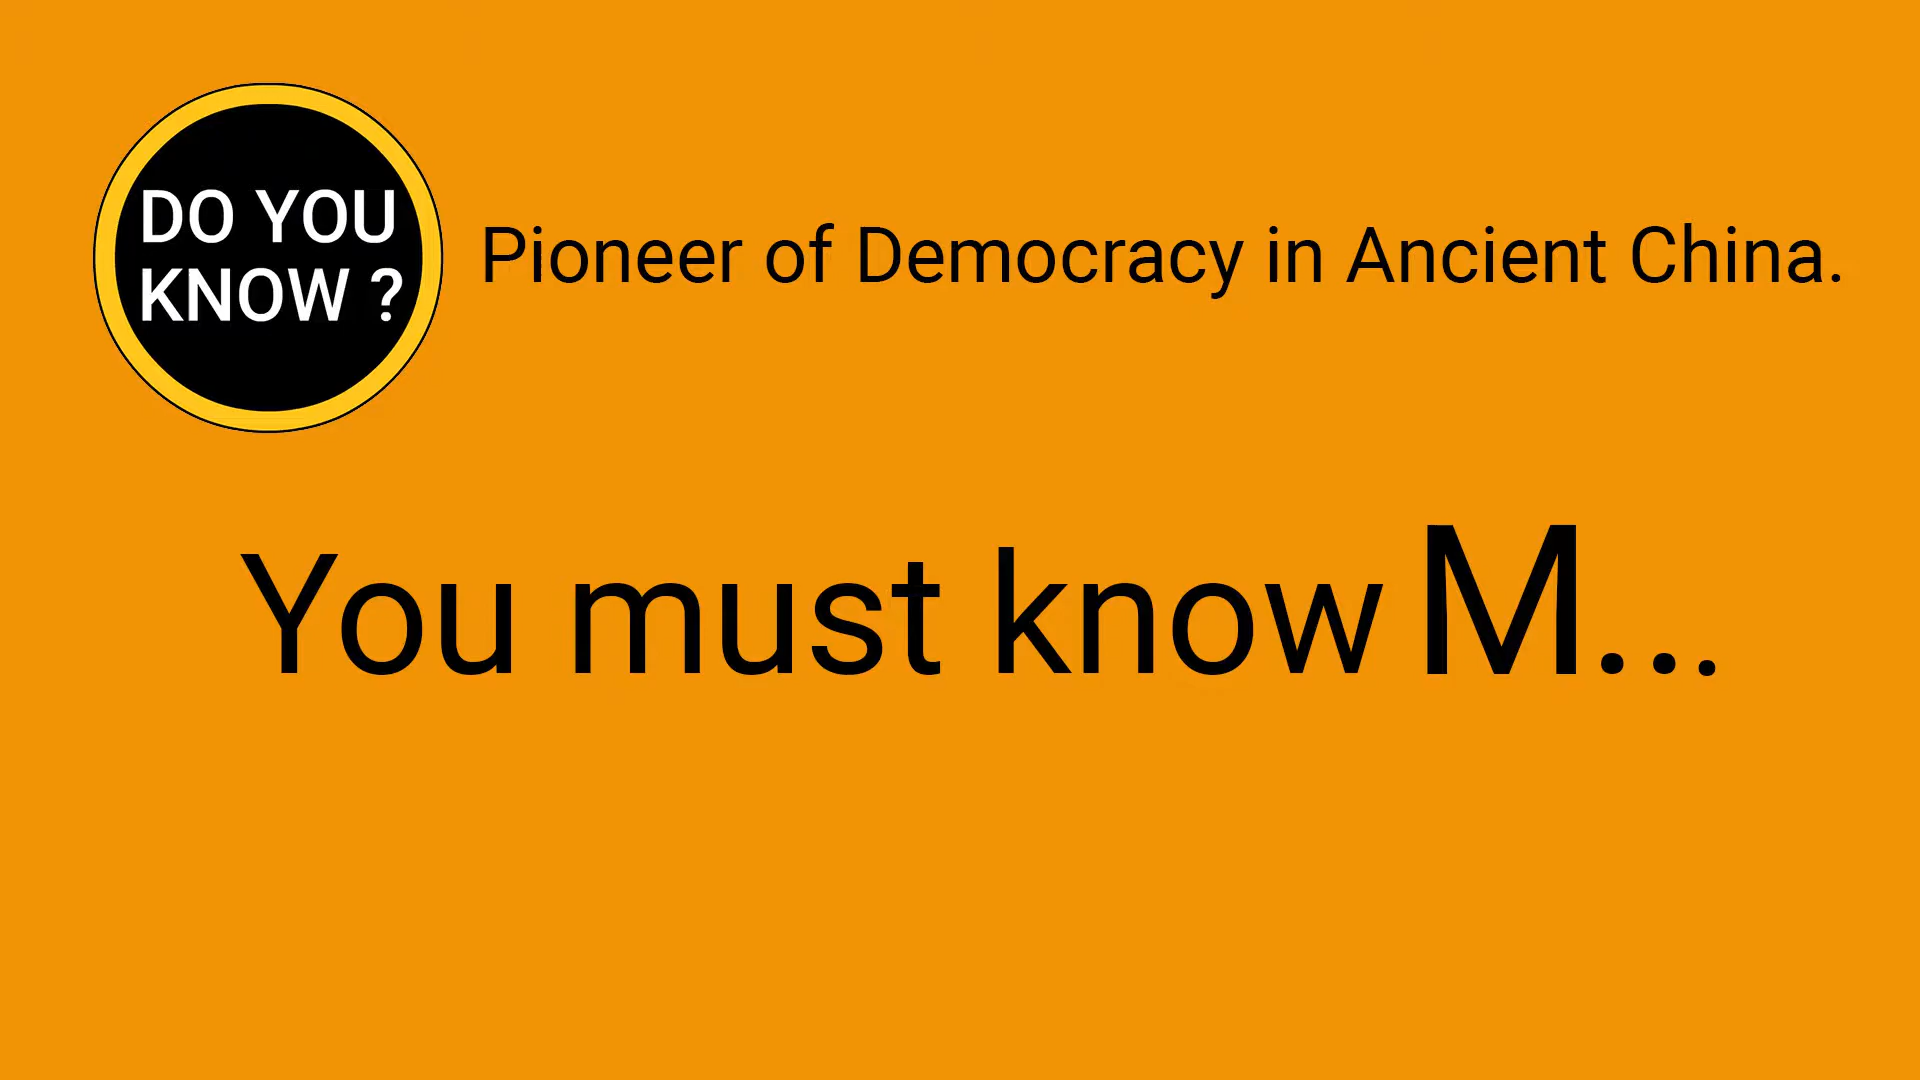 DO YOU
KNOW ?
Pioneer of Democracy in Ancient China.
You must know M...